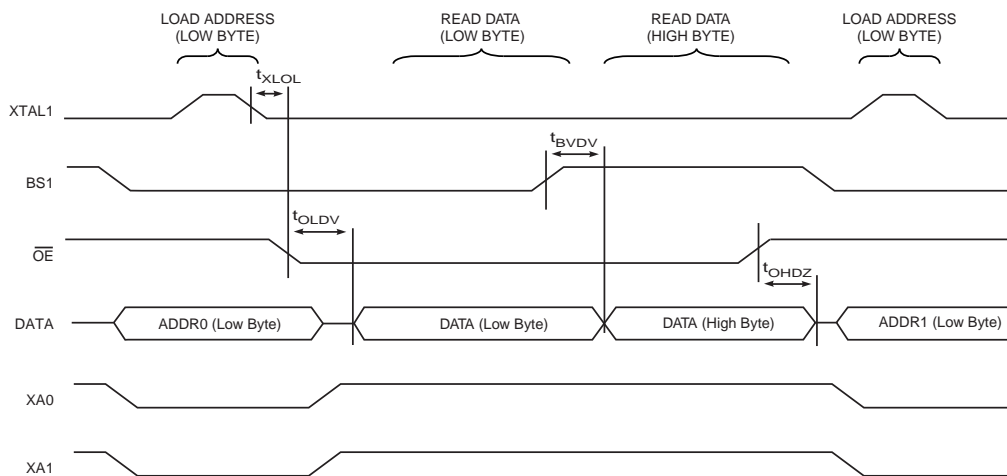 LOAD ADDRESS
(LOW BYTE)
READ DATA
(LOW BYTE)
READ DATA
(HIGH BYTE)
LOAD ADDRESS
(LOW BYTE)
tXLOL
XTAL1
tBVDV
BS1
tOLDV
OE
tOHDZ
DATA
ADDR0 (Low Byte)
DATA (Low Byte)
DATA (High Byte)
ADDR1 (Low Byte)
XA0
XA1